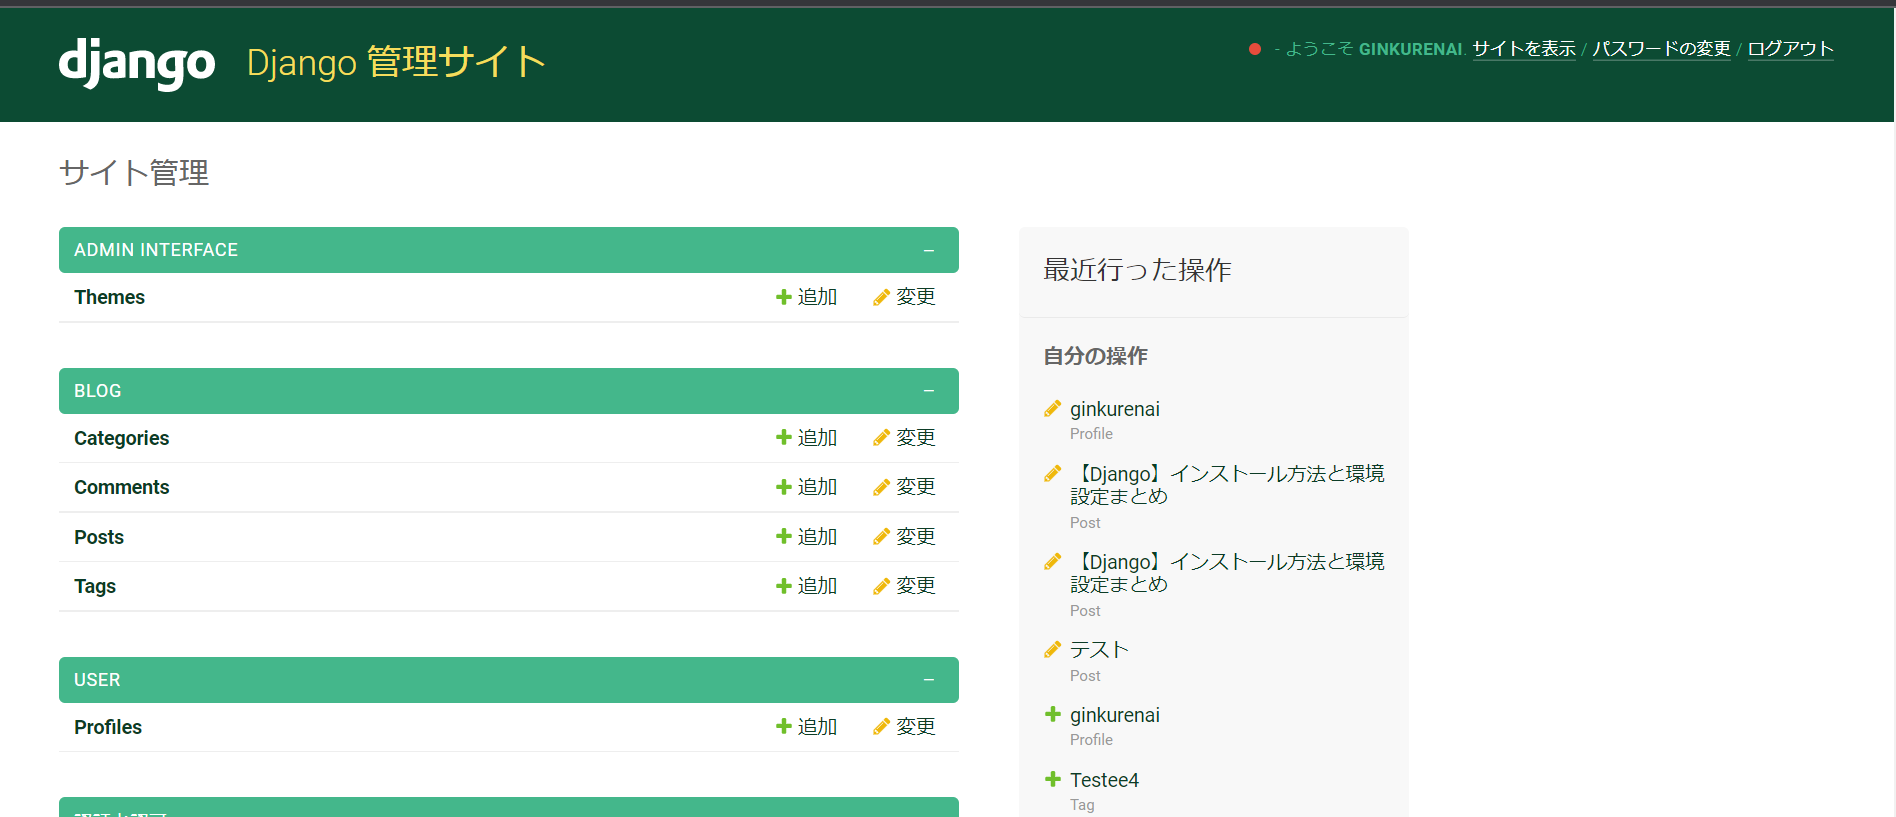 django Django 管理サイト
- ようこそ GINKURENAI. サイトを表示 / パスワードの変更 / ログアウト
サイト管理
ADMIN INTERFACE –
Themes 追加 変更
BLOG –
Categories 追加 変更
Comments 追加 変更
Posts 追加 変更
Tags 追加 変更
USER –
Profiles 追加 変更
最近行った操作
自分の操作
ginkurenai
Profile
【Django】インストール方法と環境
設定まとめ
Post
【Django】インストール方法と環境
設定まとめ
Post
テスト
Post
ginkurenai
Profile
Testee4
Tag